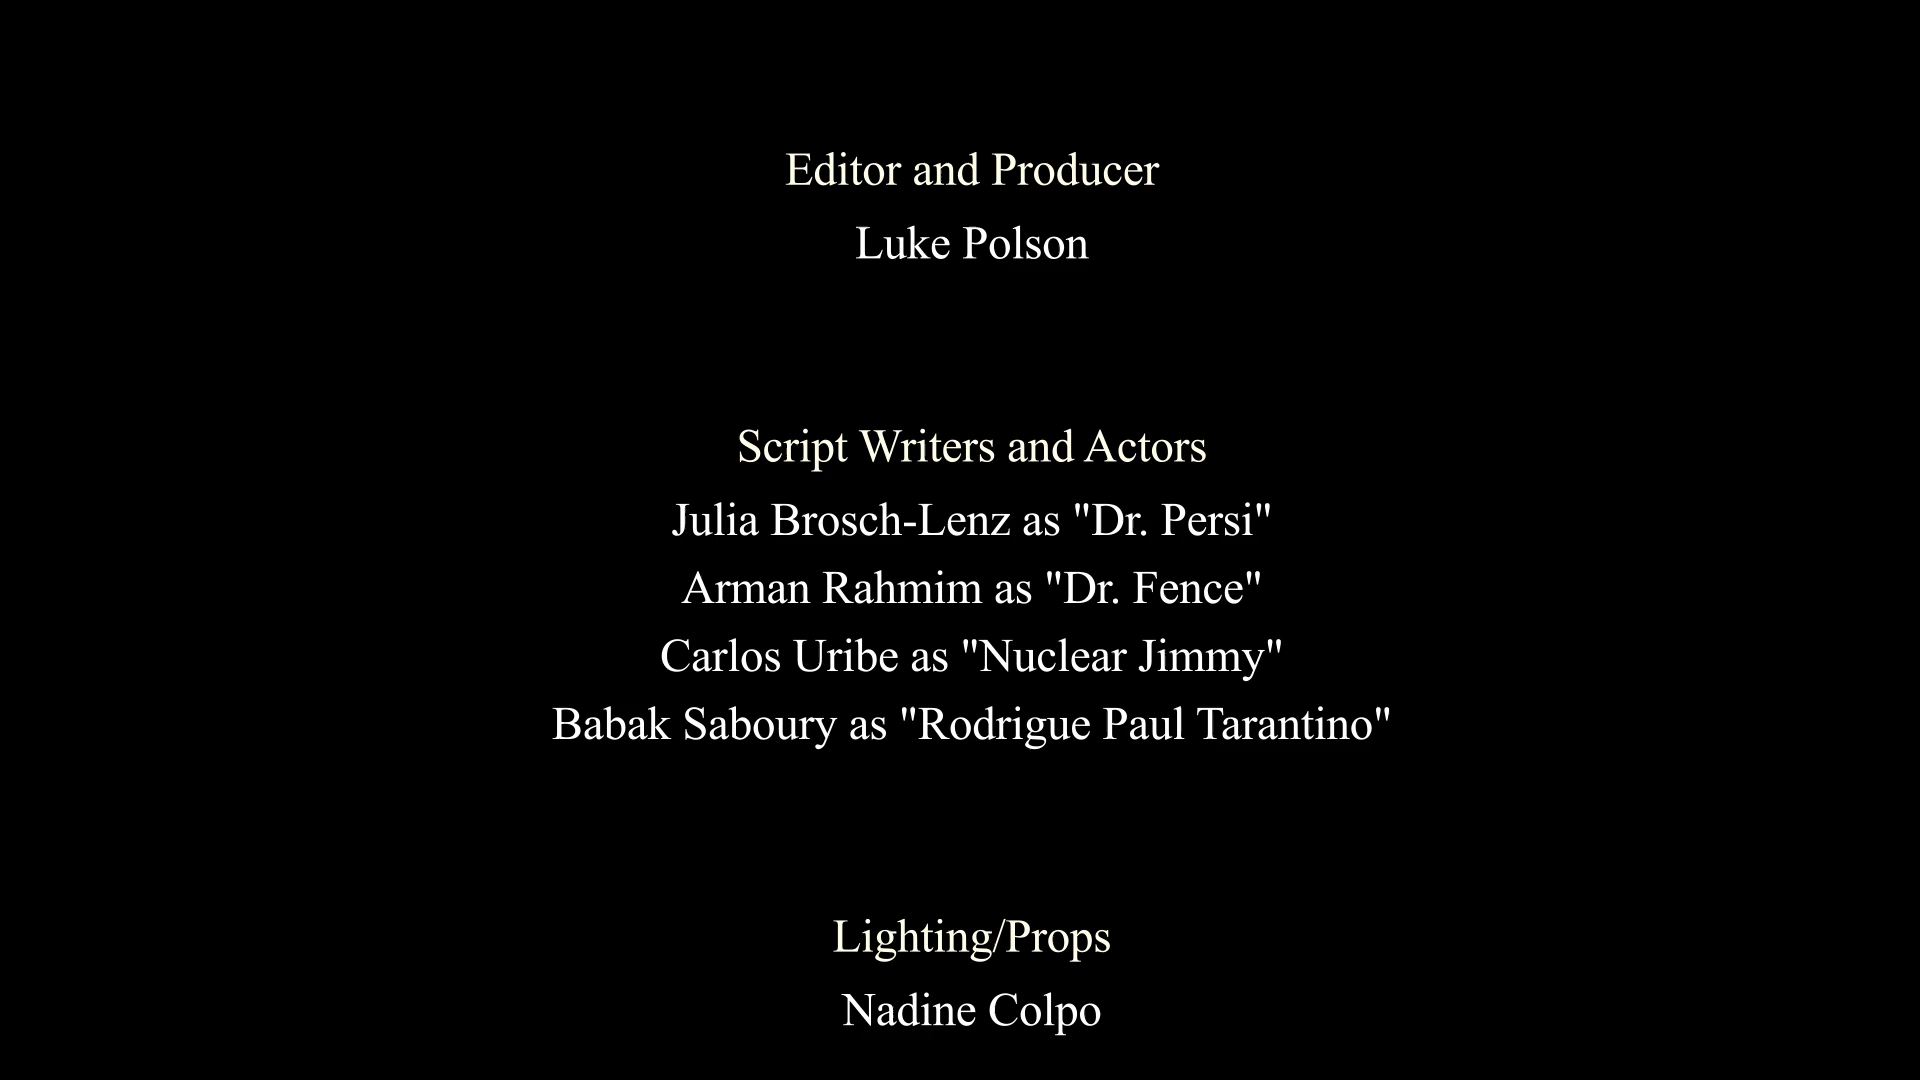 Editor and Producer
Luke Polson
Script Writers and Actors
Julia Brosch-Lenz as "Dr. Persi"
Arman Rahmim as "Dr. Fence"
Carlos Uribe as "Nuclear Jimmy"
Babak Saboury as "Rodrigue Paul Tarantino"
Lighting/Props
Nadine Colpo